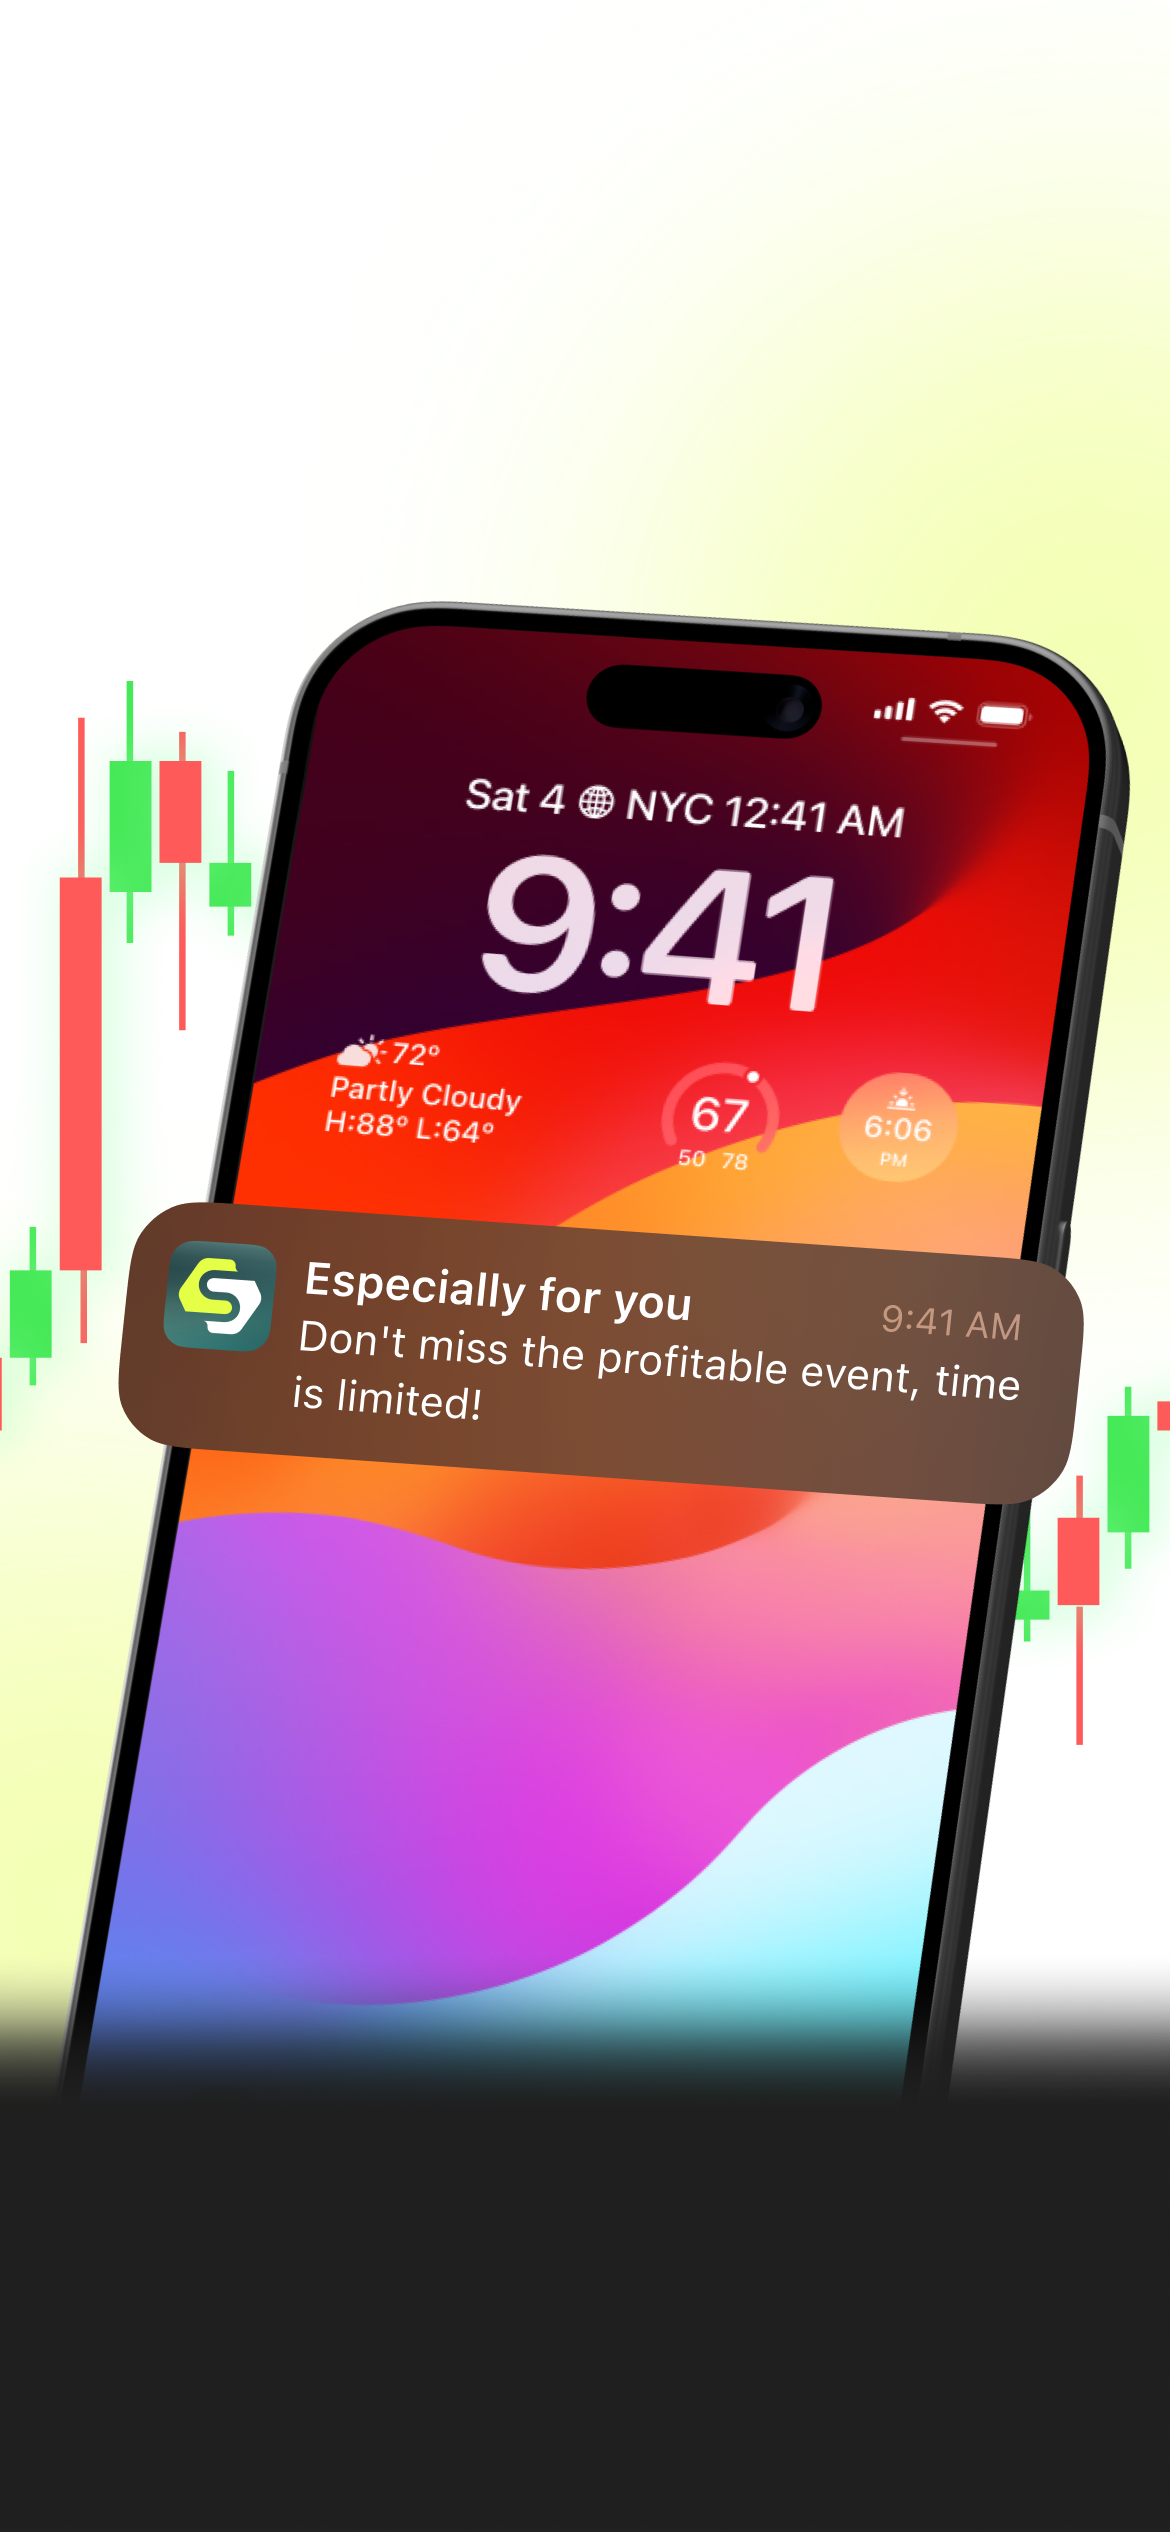 Sat 4 NYC 12:41 AM
9:41
72°
Partly Cloudy
H:88° L:64°
67
50 78
6:06
PM
Especially for you
9:41 AM
Don't miss the profitable event, time
is limited!